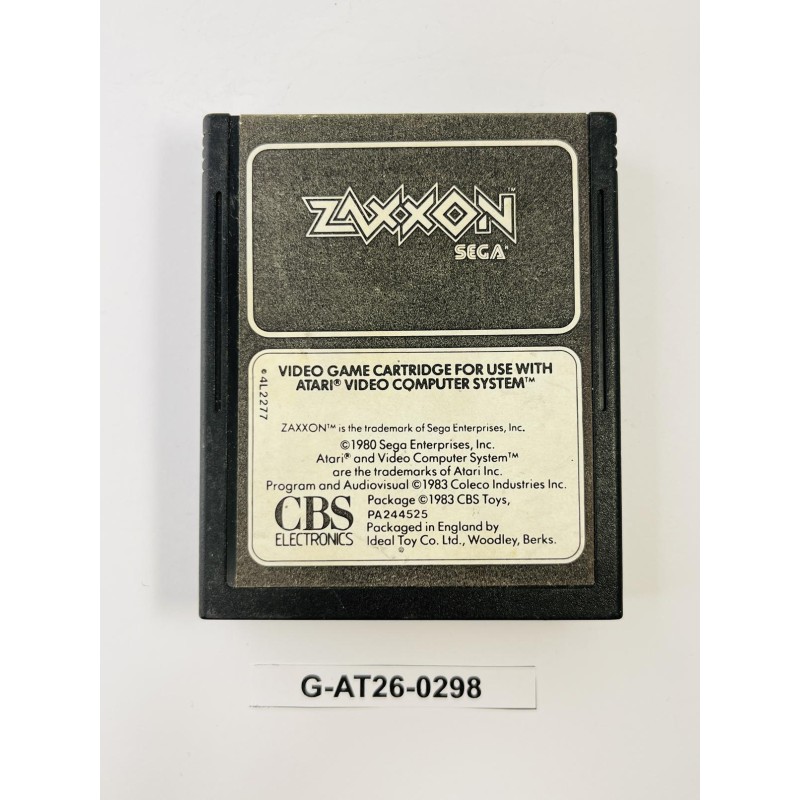 ZAXXON™
SEGA®
VIDEO GAME CARTRIDGE FOR USE WITH
ATARI® VIDEO COMPUTER SYSTEM™
4L2277
ZAXXON™ is the trademark of Sega Enterprises, Inc.
©1980 Sega Enterprises, Inc.
Atari® and Video Computer System™
are the trademarks of Atari Inc.
Program and Audiovisual ©1983 Coleco Industries Inc.
Package ©1983 CBS Toys,
PA244525
Packaged in England by
Ideal Toy Co. Ltd., Woodley, Berks.
CBS
ELECTRONICS
®
G-AT26-0298